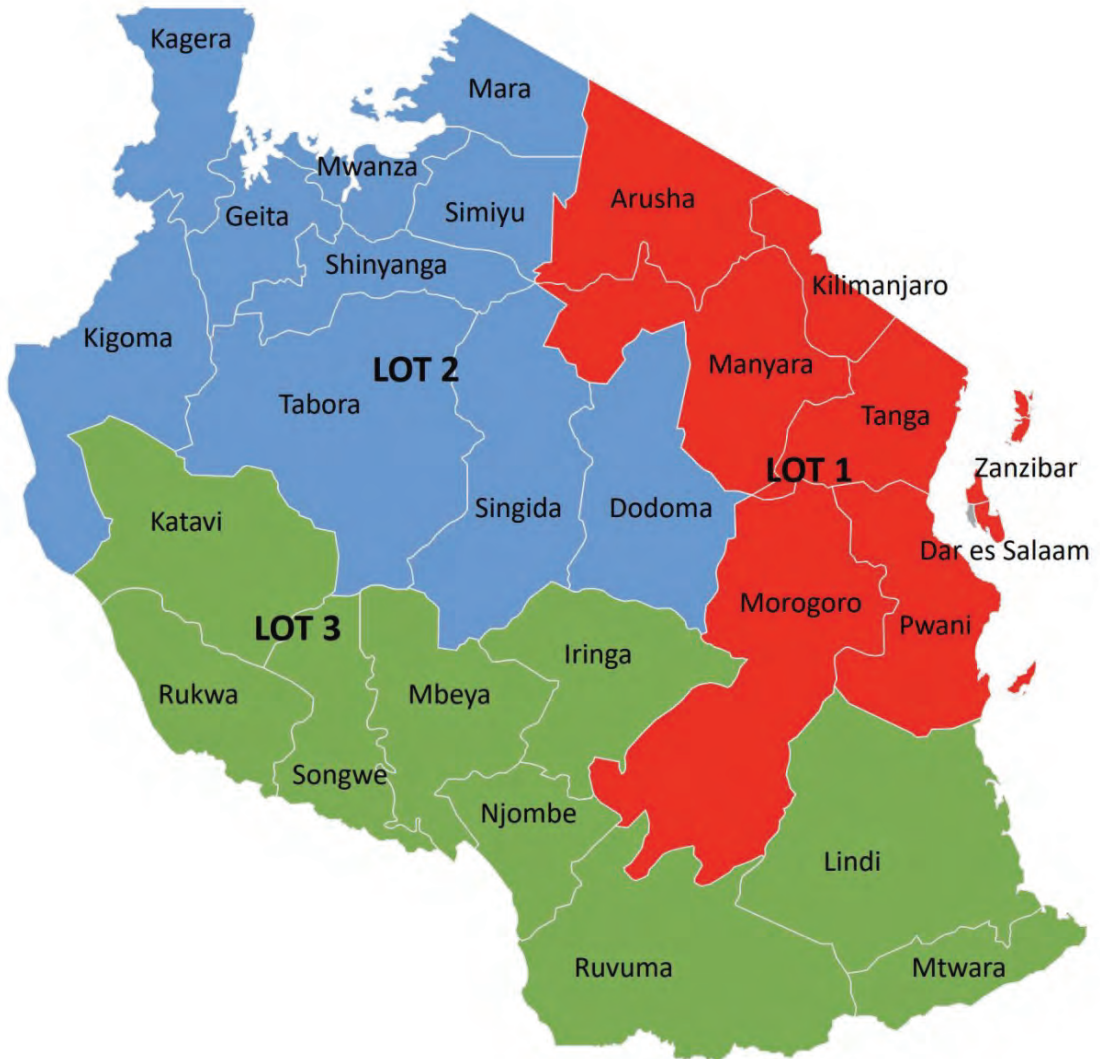 Kagera
Mara
Mwanza
Arusha
Geita
Simiyu
Shinyanga
Kilimanjaro
Kigoma
LOT 2
Manyara
Tabora
Tanga
LOT 1
Zanzibar
Katavi
Singida
Dodoma
Dar es Salaam
Morogoro
LOT 3
Pwani
Iringa
Rukwa
Mbeya
Songwe
Njombe
Lindi
Ruvuma
Mtwara